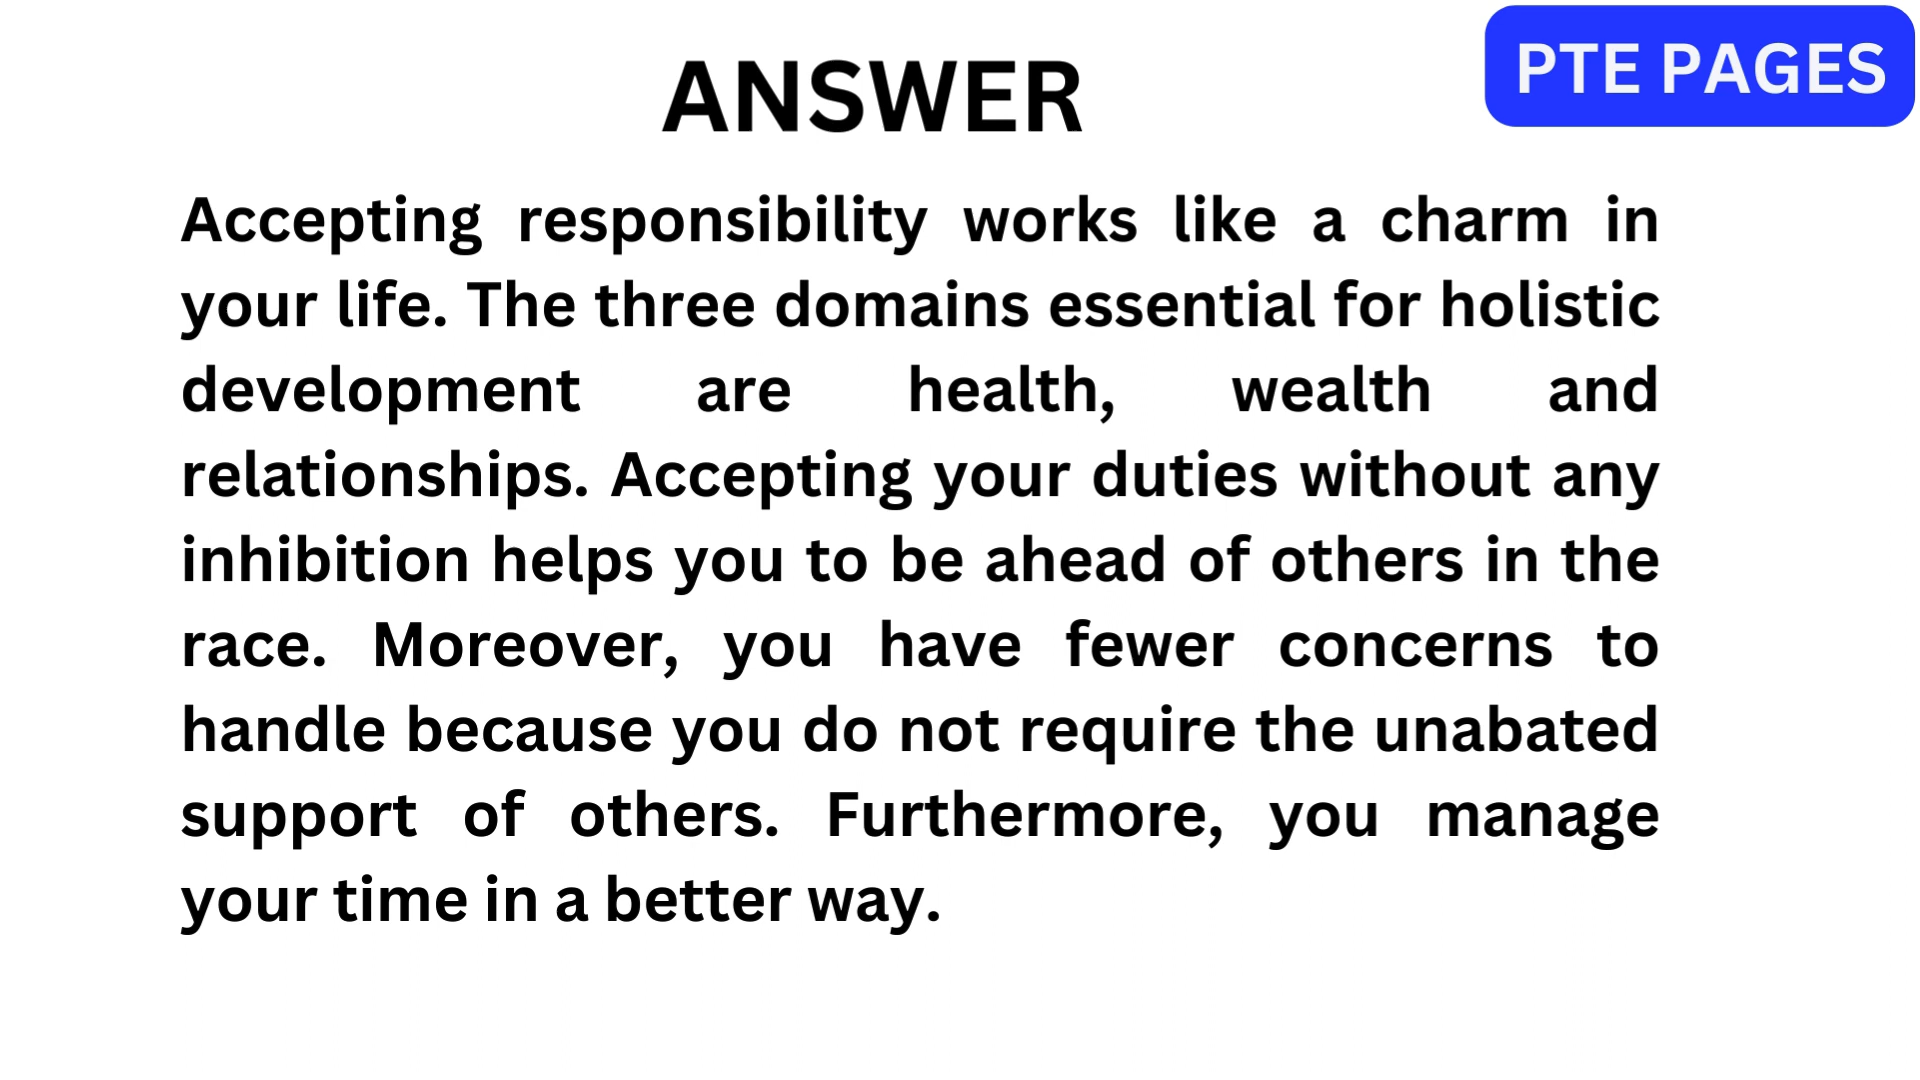 PTE PAGES
ANSWER
Accepting responsibility works like a charm in
your life. The three domains essential for holistic
development are health, wealth and
relationships. Accepting your duties without any
inhibition helps you to be ahead of others in the
race. Moreover, you have fewer concerns to
handle because you do not require the unabated
support of others. Furthermore, you manage
your time in a better way.